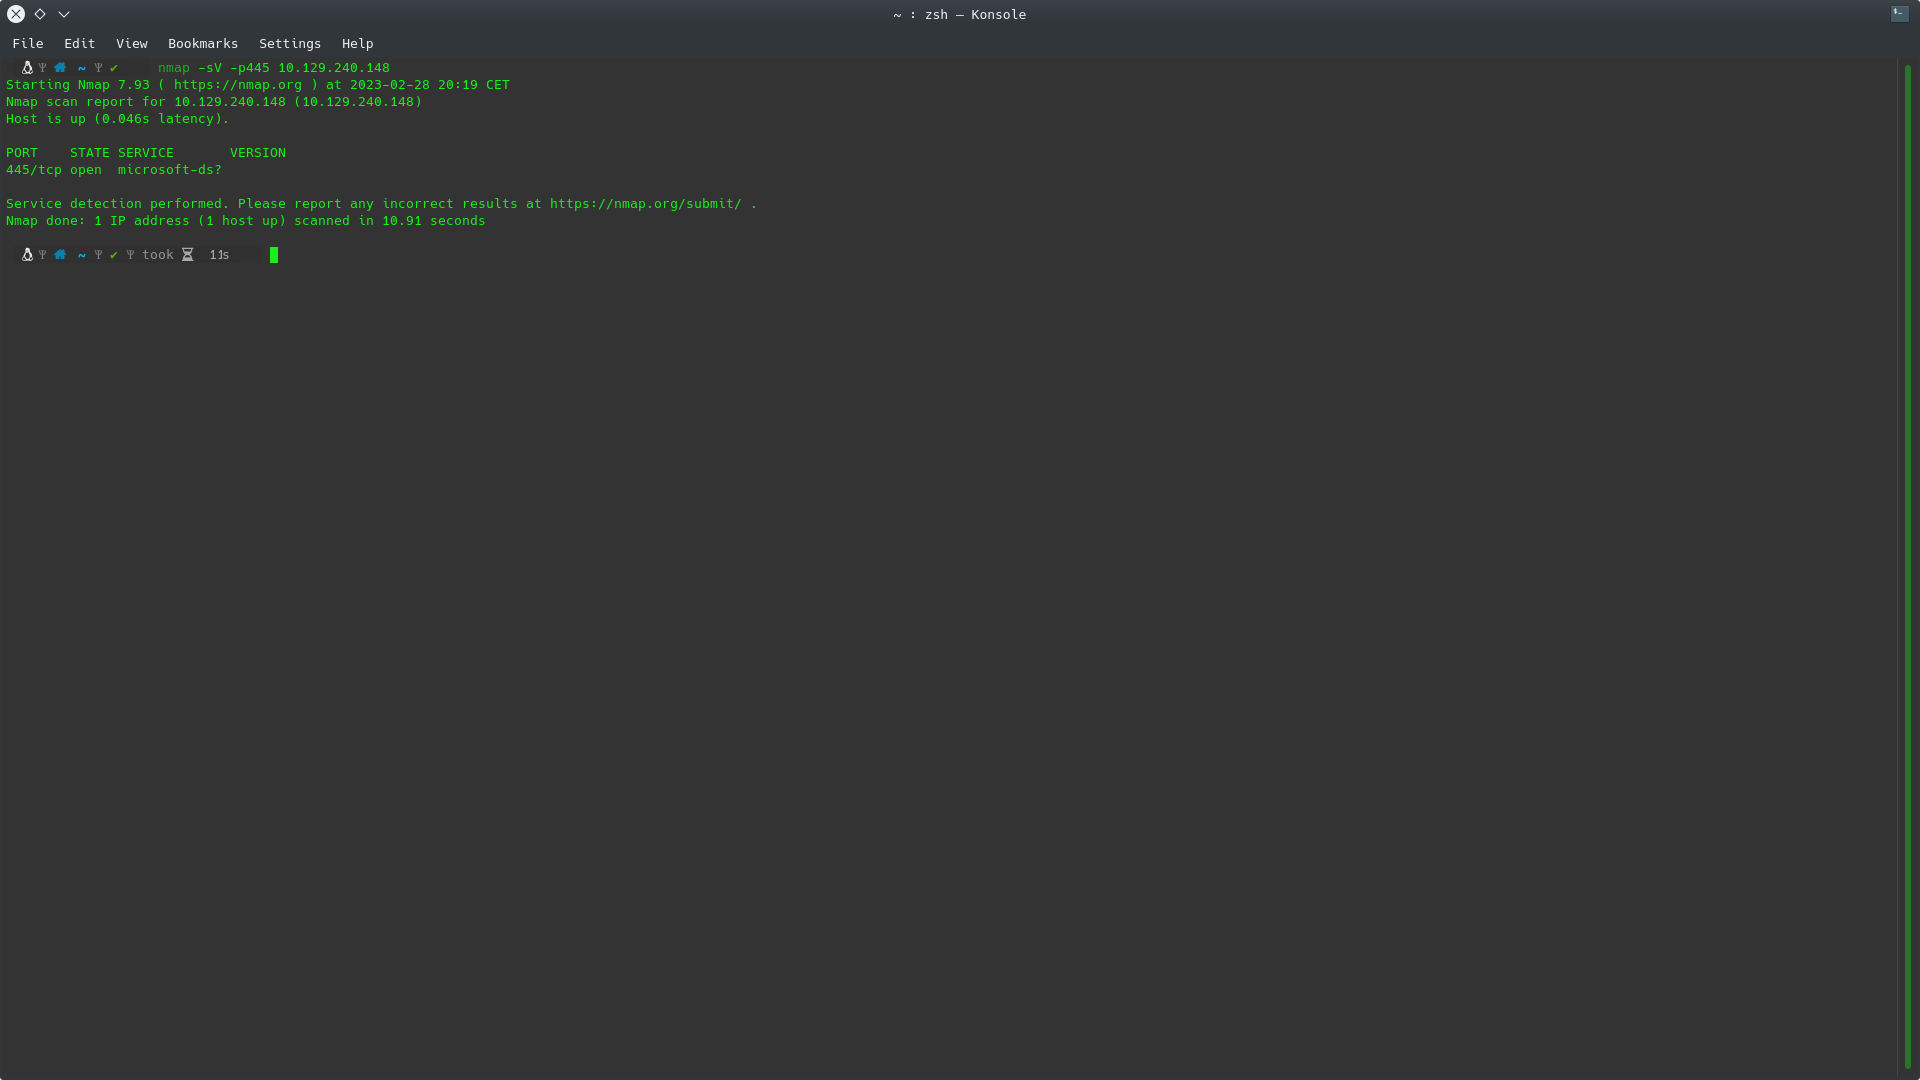 ~ : zsh — Konsole
File Edit View Bookmarks Settings Help
~ ✔ nmap -sV -p445 10.129.240.148
Starting Nmap 7.93 ( https://nmap.org ) at 2023-02-28 20:19 CET
Nmap scan report for 10.129.240.148 (10.129.240.148)
Host is up (0.046s latency).
PORT    STATE SERVICE       VERSION
445/tcp open  microsoft-ds?
Service detection performed. Please report any incorrect results at https://nmap.org/submit/ .
Nmap done: 1 IP address (1 host up) scanned in 10.91 seconds
~ ✔ took 11s